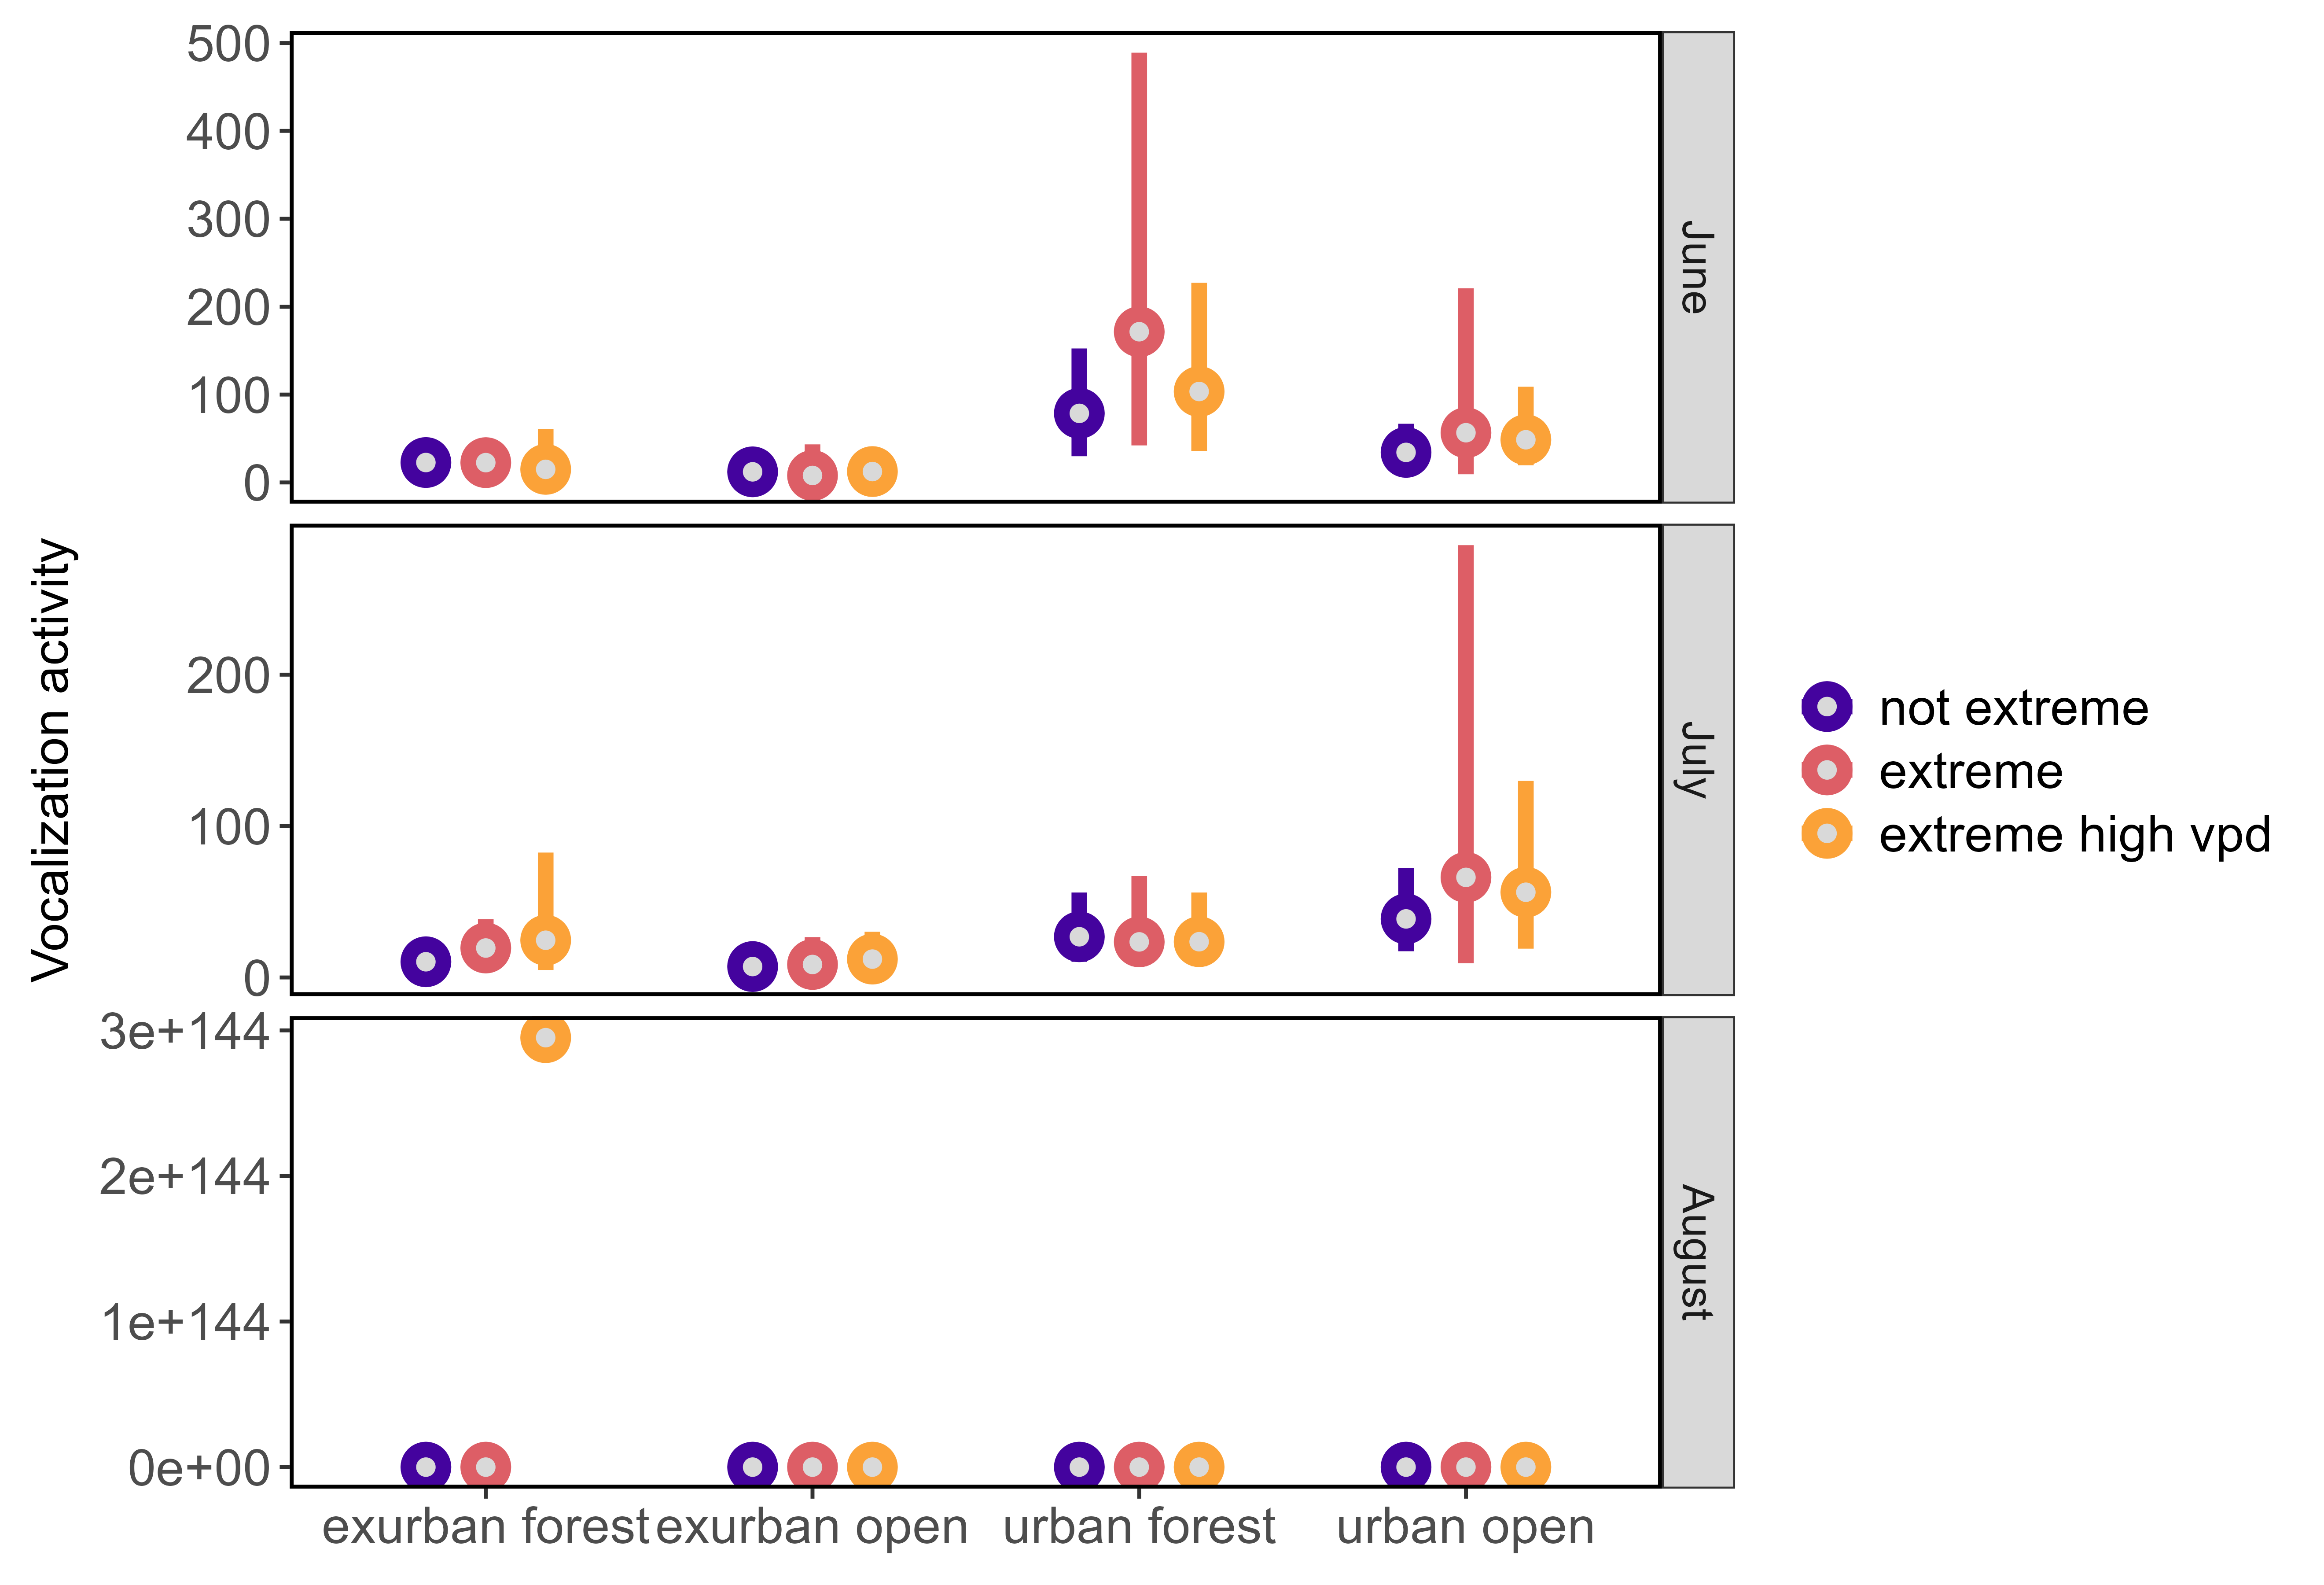 Vocalization activity
500
400
300
200
100
0
June
200
100
0
July
3e+144
2e+144
1e+144
0e+00
August
exurban forest
exurban open
urban forest
urban open
not extreme
extreme
extreme high vpd